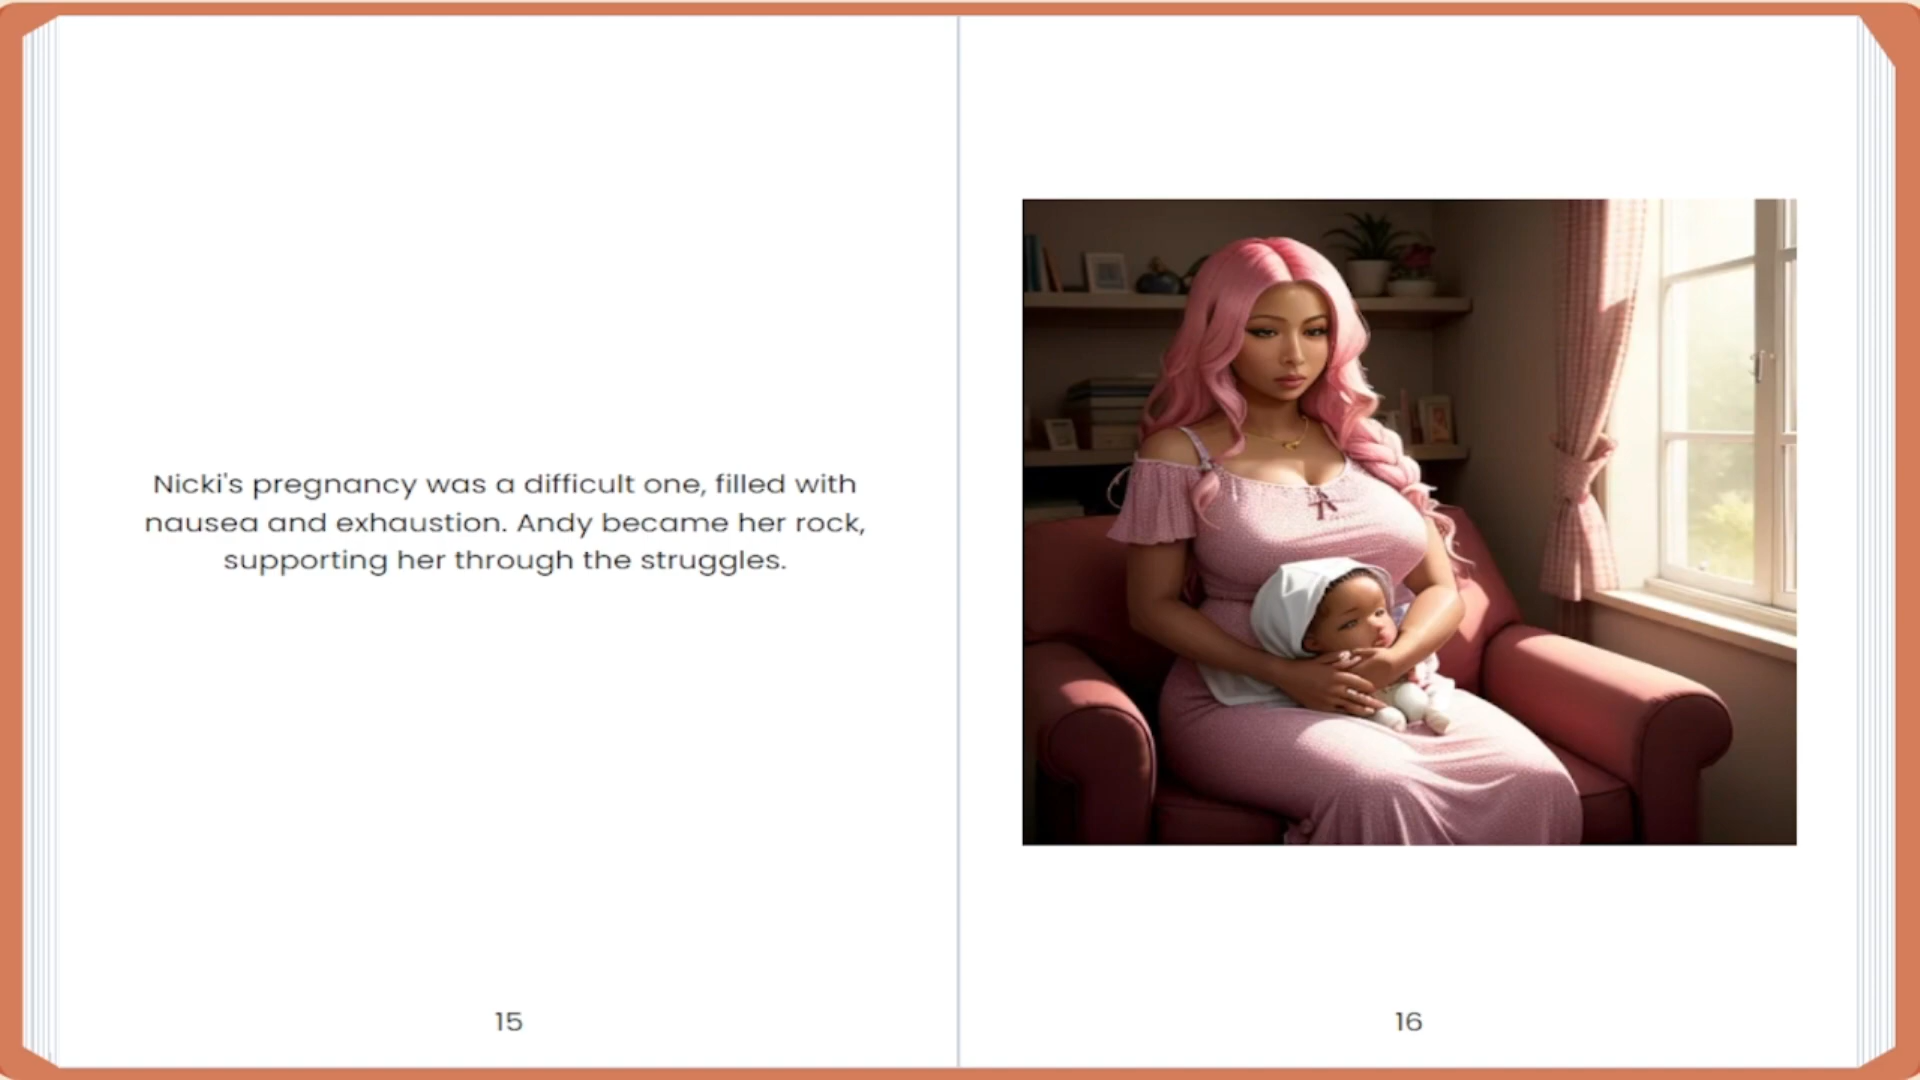 Nicki's pregnancy was a difficult one, filled with
nausea and exhaustion. Andy became her rock,
supporting her through the struggles.
15
16